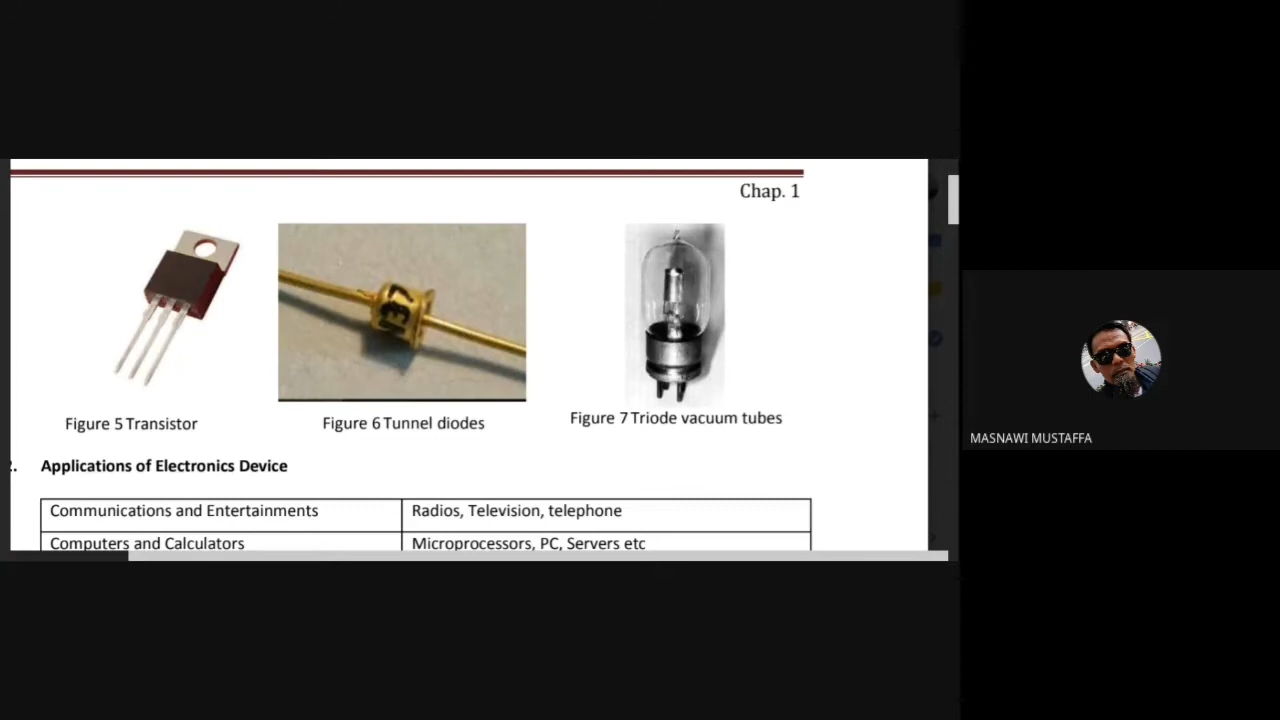 Chap. 1
Figure 5 Transistor
Figure 6 Tunnel diodes
Figure 7 Triode vacuum tubes
Applications of Electronics Device
Communications and Entertainments
Radios, Television, telephone
Computers and Calculators
Microprocessors, PC, Servers etc
MASNAWI MUSTAFFA